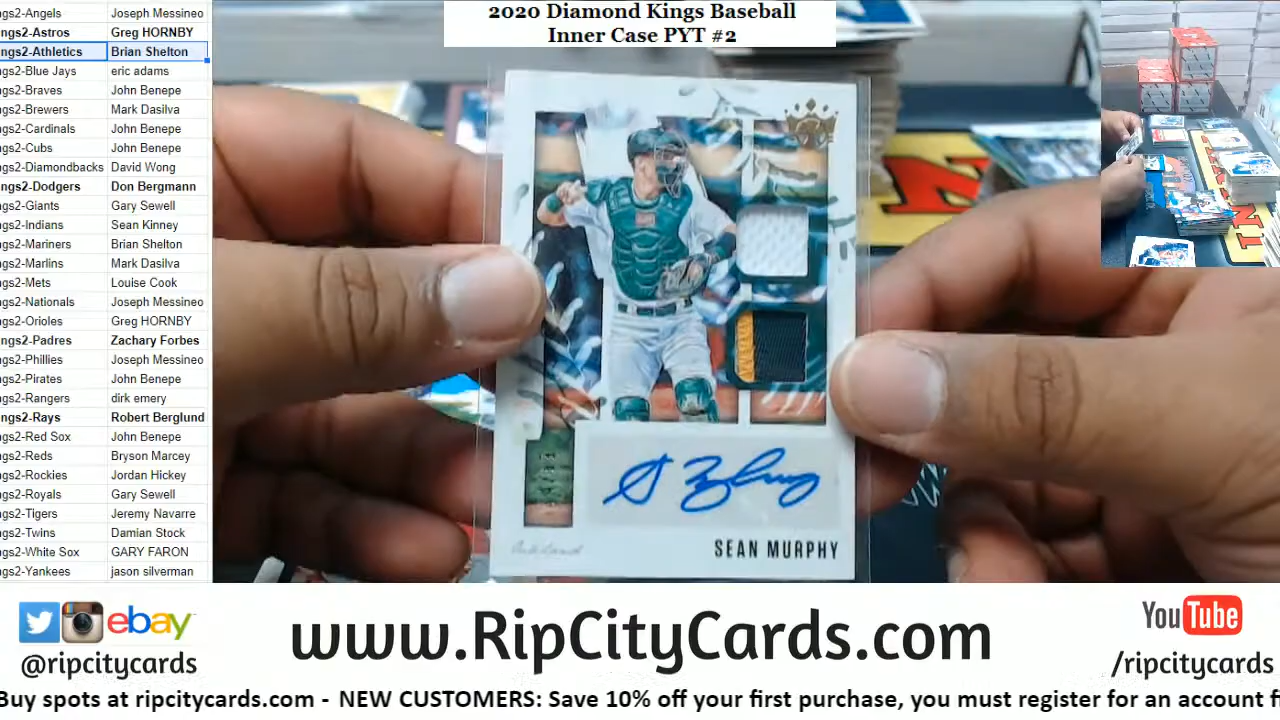 2020 Diamond Kings Baseball
Inner Case PYT #2
ngs2-Angels Joseph Messineo
ngs2-Astros Greg HORNBY
ngs2-Athletics Brian Shelton
ngs2-Blue Jays eric adams
ngs2-Braves John Benepe
ngs2-Brewers Mark Dasilva
ngs2-Cardinals John Benepe
ngs2-Cubs John Benepe
ngs2-Diamondbacks David Wong
ngs2-Dodgers Don Bergmann
ngs2-Giants Gary Sewell
ngs2-Indians Sean Kinney
ngs2-Mariners Brian Shelton
ngs2-Marlins Mark Dasilva
ngs2-Mets Louise Cook
ngs2-Nationals Joseph Messineo
ngs2-Orioles Greg HORNBY
ngs2-Padres Zachary Forbes
ngs2-Phillies Joseph Messineo
ngs2-Pirates John Benepe
ngs2-Rangers dirk emery
ngs2-Rays Robert Berglund
ngs2-Red Sox John Benepe
ngs2-Reds Bryson Marcey
ngs2-Rockies Jordan Hickey
ngs2-Royals Gary Sewell
ngs2-Tigers Jeremy Navarre
ngs2-Twins Damian Stock
ngs2-White Sox GARY FARON
ngs2-Yankees jason silverman
SEAN MURPHY
ebay
@ripcitycards
www.RipCityCards.com
YouTube
/ripcitycards
Buy spots at ripcitycards.com - NEW CUSTOMERS: Save 10% off your first purchase, you must register for an account fi